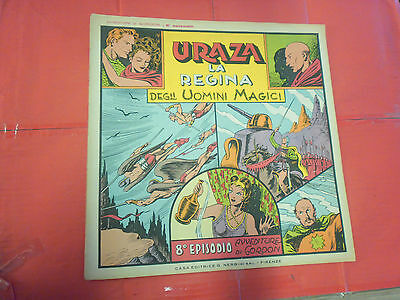 URAZA
LA
REGINA
DEGLI UOMINI MAGICI
8° EPISODIO
AVVENTURE
DI GORDON
CASA EDITRICE G. NERBINI S.R.L. - FIRENZE